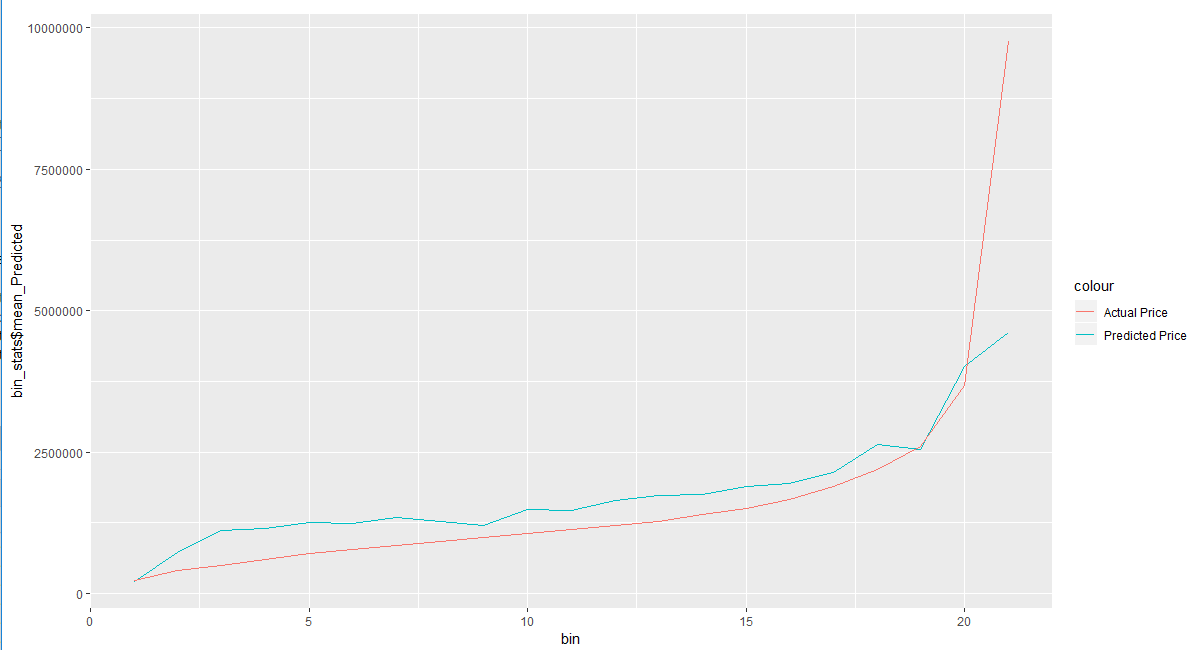 10000000
7500000
5000000
2500000
0
bin_stats$mean_Predicted
0 5 10 15 20
bin
colour
Actual Price
Predicted Price